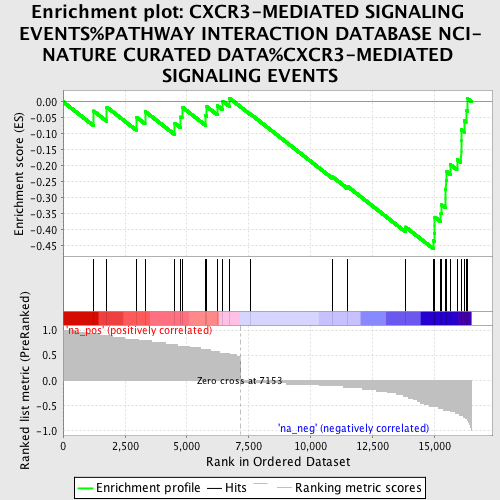 Enrichment plot: CXCR3-MEDIATED SIGNALING
EVENTS%PATHWAY INTERACTION DATABASE NCI-
NATURE CURATED DATA%CXCR3-MEDIATED
SIGNALING EVENTS
Enrichment score (ES)
0.00
-0.05
-0.10
-0.15
-0.20
-0.25
-0.30
-0.35
-0.40
-0.45
'na_pos' (positively correlated)
Ranked list metric (PreRanked)
1.0
0.5
0.0
-0.5
-1.0
Zero cross at 7153
'na_neg' (negatively correlated)
0
2,500
5,000
7,500
10,000
12,500
15,000
Rank in Ordered Dataset
Enrichment profile
Hits
Ranking metric scores